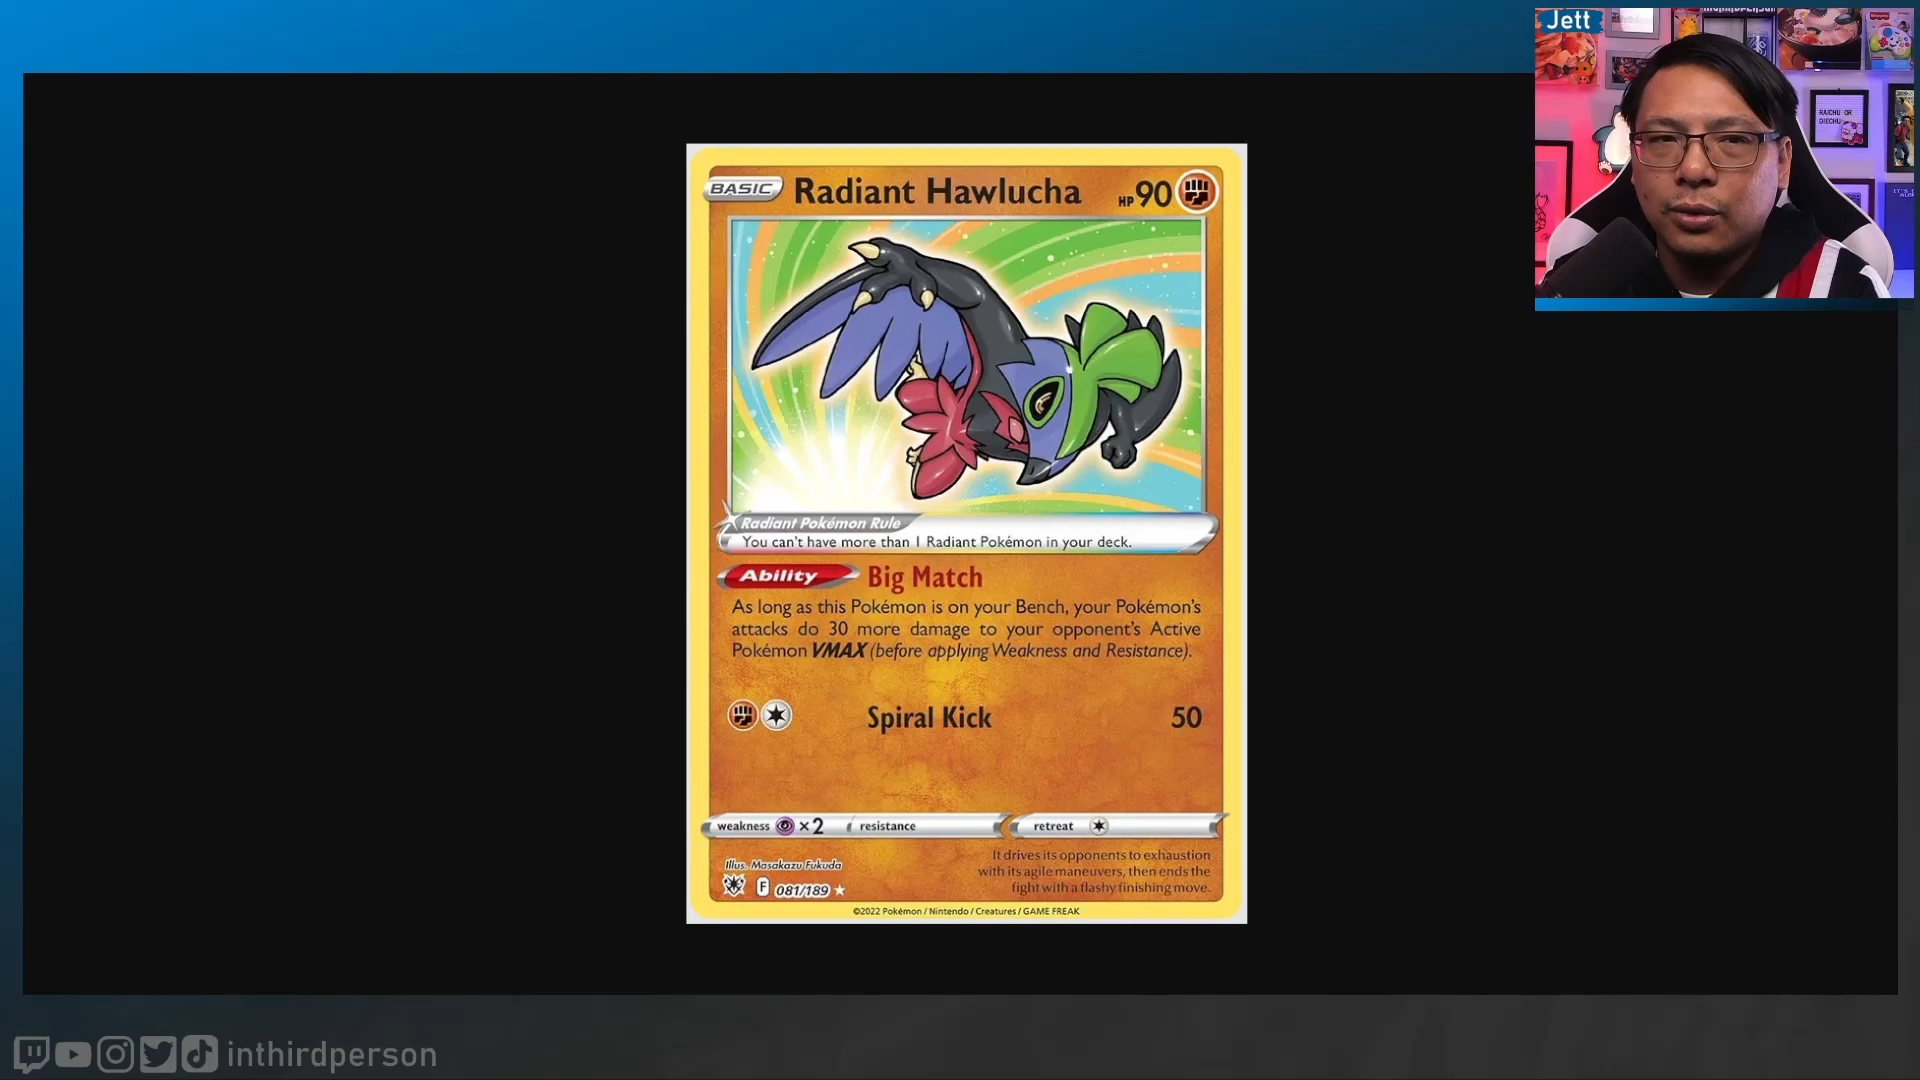 Jett
RAICHU OR
DIECHU
BASIC Radiant Hawlucha HP 90
Radiant Pokémon Rule
You can't have more than 1 Radiant Pokémon in your deck.
Ability Big Match
As long as this Pokémon is on your Bench, your Pokémon's
attacks do 30 more damage to your opponent's Active
Pokémon VMAX (before applying Weakness and Resistance).
Spiral Kick 50
weakness ×2 resistance retreat
Illus. Masakazu Fukuda
It drives its opponents to exhaustion
with its agile maneuvers, then ends the
fight with a flashy finishing move.
F 081/189
©2022 Pokémon / Nintendo / Creatures / GAME FREAK
inthirdperson